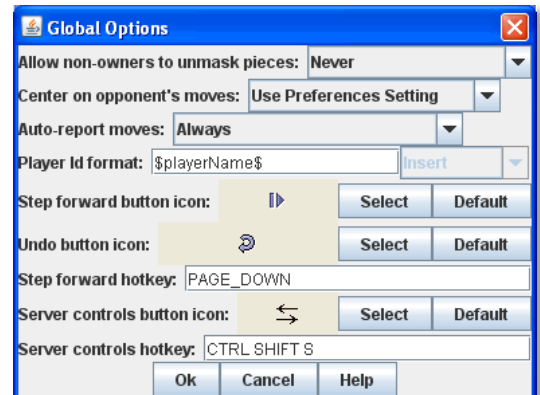 Global Options
Allow non-owners to unmask pieces: Never
Center on opponent's moves: Use Preferences Setting
Auto-report moves: Always
Player Id format: $playerName$ Insert
Step forward button icon: Select Default
Undo button icon: Select Default
Step forward hotkey: PAGE_DOWN
Server controls button icon: Select Default
Server controls hotkey: CTRL SHIFT S
Ok Cancel Help